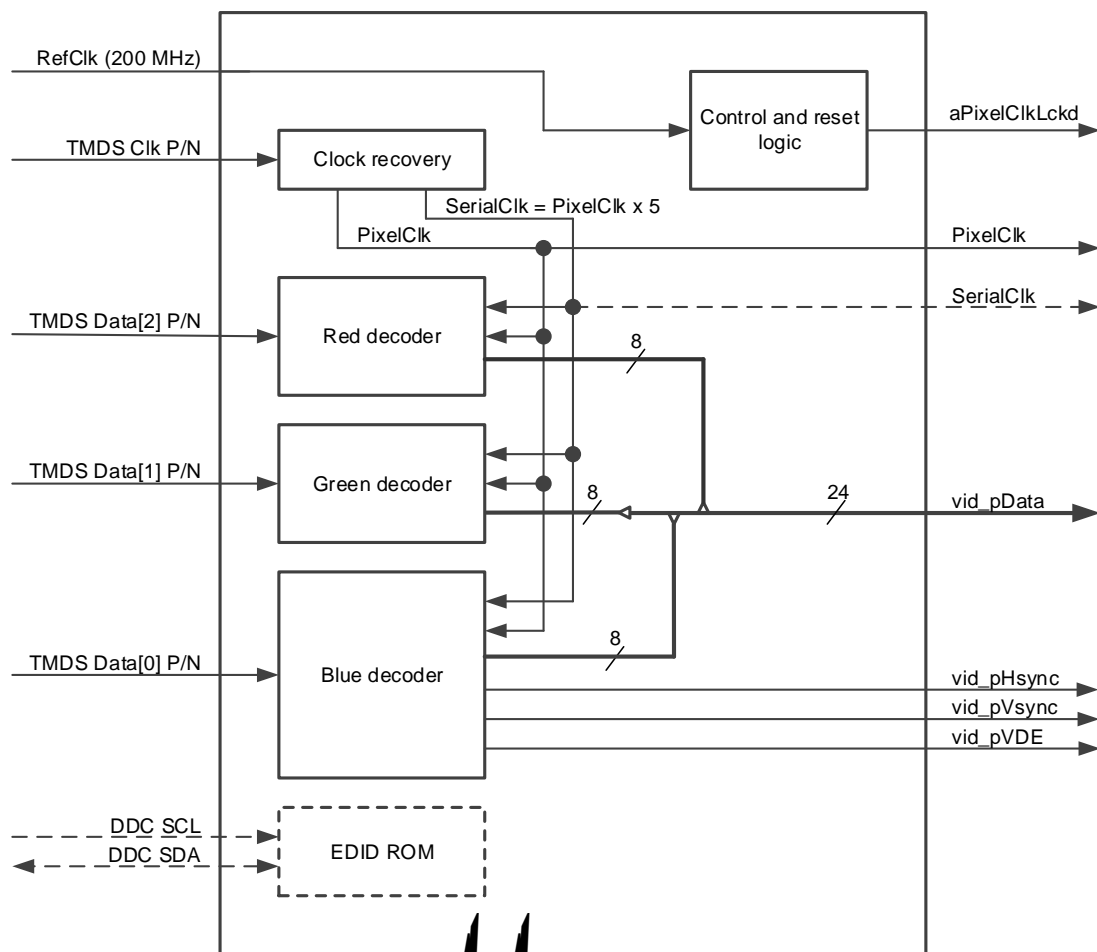 RefClk (200 MHz)
Control and reset
logic
aPixelClkLckd
TMDS Clk P/N
Clock recovery
SerialClk = PixelClk x 5
PixelClk
PixelClk
SerialClk
TMDS Data[2] P/N
Red decoder
8
TMDS Data[1] P/N
Green decoder
8
24
vid_pData
TMDS Data[0] P/N
Blue decoder
8
vid_pHsync
vid_pVsync
vid_pVDE
DDC SCL
DDC SDA
EDID ROM